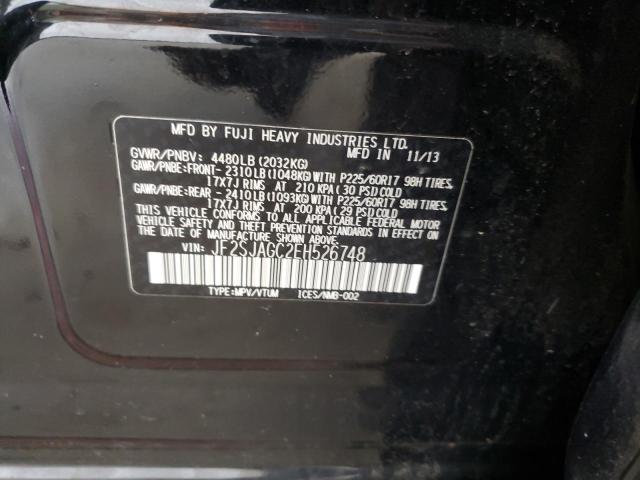 MFD BY FUJI HEAVY INDUSTRIES LTD.
MFD IN 11/13
GVWR/PNBV: 4480LB (2032KG)
GAWR/PNBE:FRONT- 2310LB(1048KG) WITH P225/60R17 98H TIRES,
17X7J RIMS AT 210 KPA(30 PSI)COLD
GAWR/PNBE:REAR - 2410LB(1093KG) WITH P225/60R17 98H TIRES,
17X7J RIMS AT 200 KPA(29 PSI)COLD
THIS VEHICLE CONFORMS TO ALL APPLICABLE FEDERAL MOTOR
VEHICLE SAFETY AND THEFT PREVENTION STANDARDS IN EFFECT ON
THE DATE OF MANUFACTURE SHOWN ABOVE.
VIN: JF2SJAGC2EH526748
TYPE:MPV/VTUM ICES/NMB-002